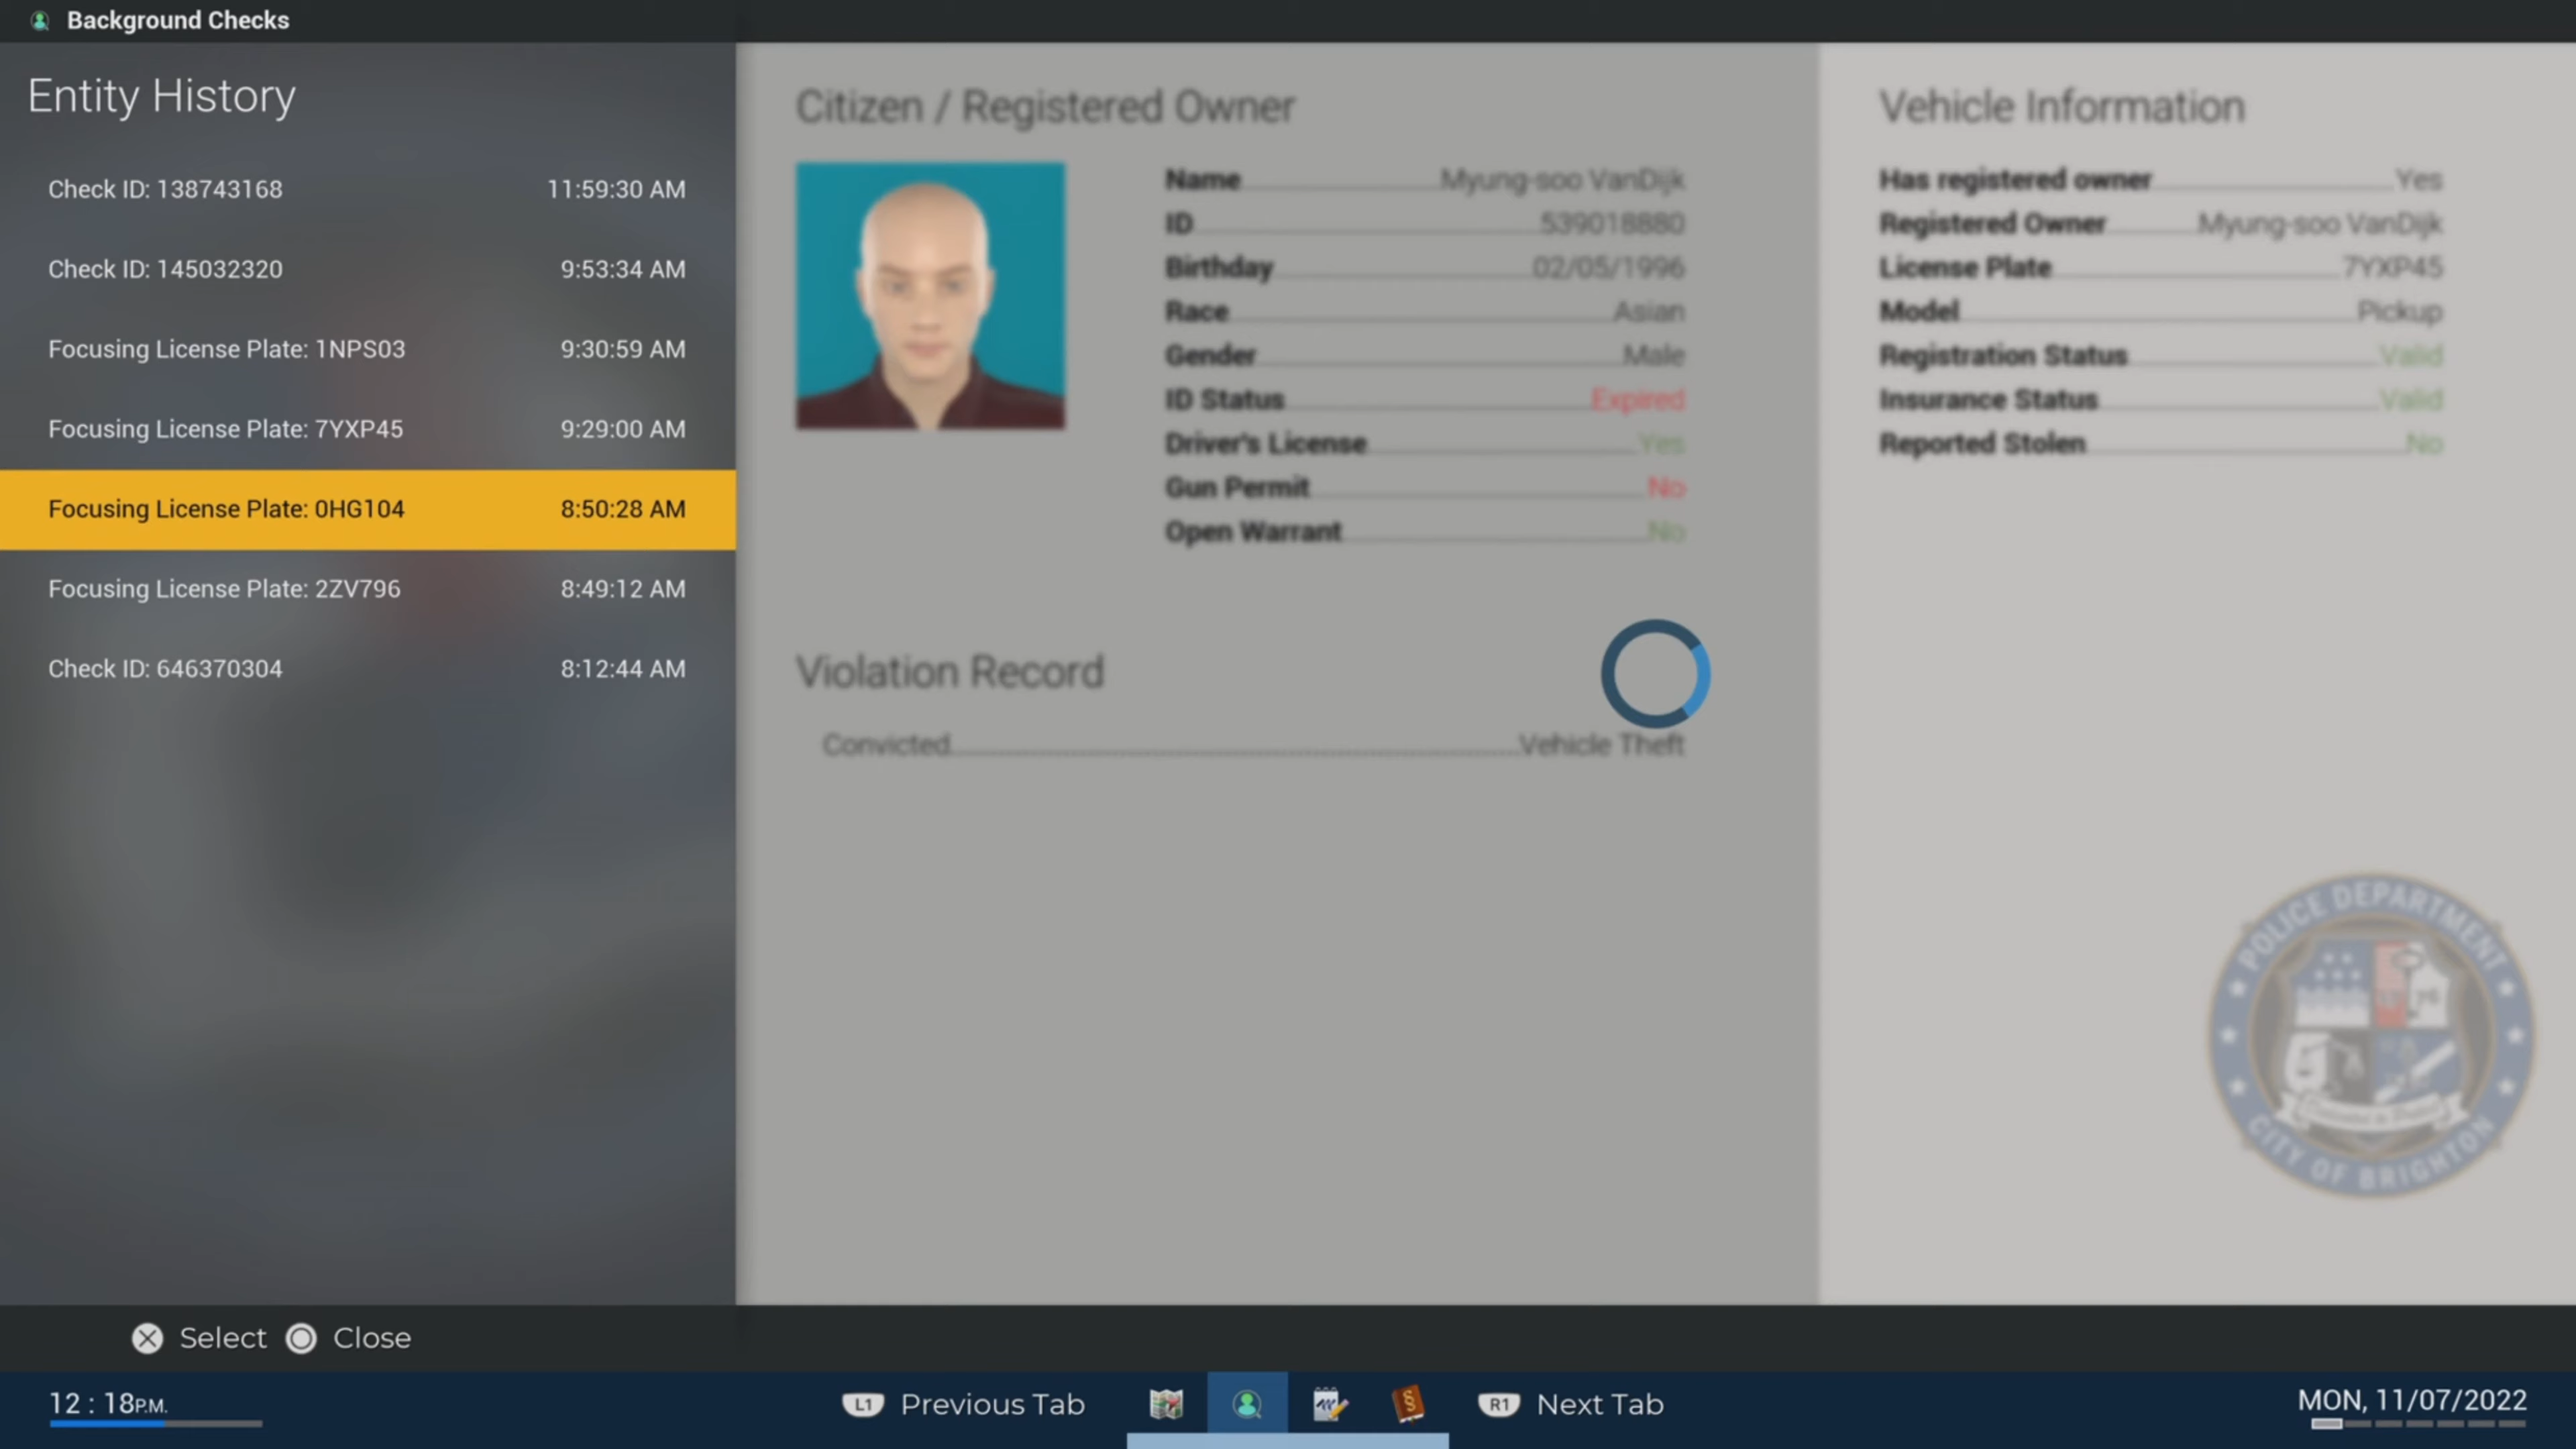 Background Checks
Entity History
Check ID: 138743168 11:59:30 AM
Check ID: 145032320 9:53:34 AM
Focusing License Plate: 1NPS03 9:30:59 AM
Focusing License Plate: 7YXP45 9:29:00 AM
Focusing License Plate: 0HG104 8:50:28 AM
Focusing License Plate: 2ZV796 8:49:12 AM
Check ID: 646370304 8:12:44 AM
Citizen / Registered Owner
Name Myung-soo VanDijk
ID 539018880
Birthday 02/05/1996
Race Asian
Gender Male
ID Status Expired
Driver's License Yes
Gun Permit No
Open Warrant No
Violation Record
Convicted Vehicle Theft
Vehicle Information
Has registered owner Yes
Registered Owner Myung-soo VanDijk
License Plate 7YXP45
Model Pickup
Registration Status Valid
Insurance Status Valid
Reported Stolen No
POLICE DEPARTMENT
76
CITY OF BRIGHTON
Select Close
12 : 18 P.M.
L1 Previous Tab
R1 Next Tab
MON, 11/07/2022